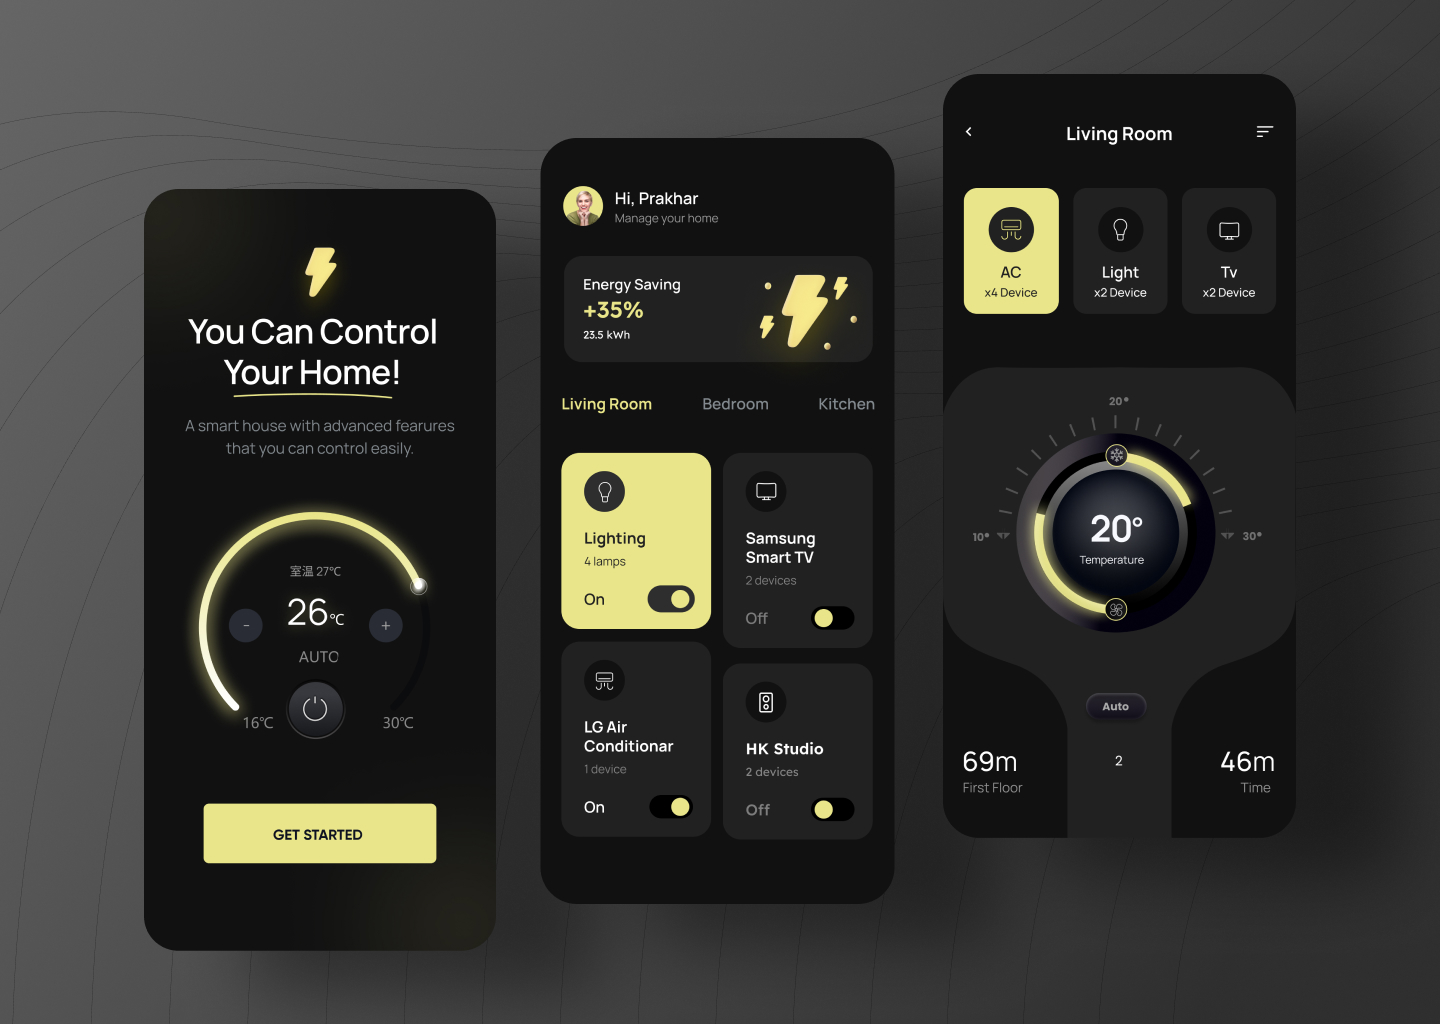 You Can Control
Your Home!
A smart house with advanced fearures
that you can control easily.
室温 27℃
-
26℃
+
AUTO
16℃
30℃
GET STARTED
Hi, Prakhar
Manage your home
Energy Saving
+35%
23.5 kWh
Living Room
Bedroom
Kitchen
Lighting
4 lamps
On
Samsung
Smart TV
2 devices
Off
LG Air
Conditionar
1 device
On
HK Studio
2 devices
Off
Living Room
AC
x4 Device
Light
x2 Device
Tv
x2 Device
20°
10°
20°
Temperature
30°
Auto
69m
First Floor
2
46m
Time